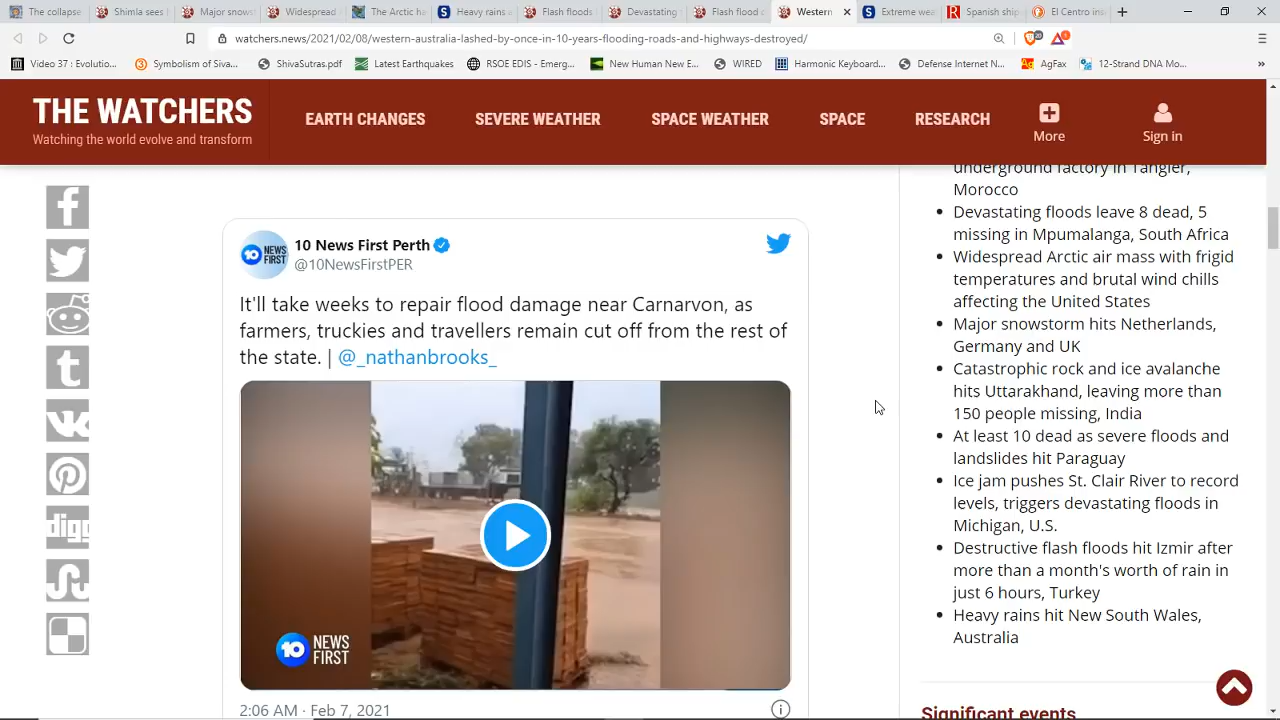 The collapse
Shimla sees
Major snows
Widespread
The Arctic ha
Heavy rains a
Flash floods
Devastating
Flash flood
Western
Extreme wea
Spanish ship
El Centro ins
watchers.news/2021/02/08/western-australia-lashed-by-once-in-10-years-flooding-roads-and-highways-destroyed/
Video 37 : Evolutio...
Symbolism of Siva...
ShivaSutras.pdf
Latest Earthquakes
RSOE EDIS - Emerg...
New Human New E...
WIRED
Harmonic Keyboard...
Defense Internet N...
AgFax
12-Strand DNA Mo...
THE WATCHERS
Watching the world evolve and transform
EARTH CHANGES
SEVERE WEATHER
SPACE WEATHER
SPACE
RESEARCH
More
Sign in
10 News First Perth
@10NewsFirstPER
It'll take weeks to repair flood damage near Carnarvon, as
farmers, truckies and travellers remain cut off from the rest of
the state. | @_nathanbrooks_
10 NEWS
FIRST
2:06 AM · Feb 7, 2021
underground factory in Tangier,
Morocco
Devastating floods leave 8 dead, 5
missing in Mpumalanga, South Africa
Widespread Arctic air mass with frigid
temperatures and brutal wind chills
affecting the United States
Major snowstorm hits Netherlands,
Germany and UK
Catastrophic rock and ice avalanche
hits Uttarakhand, leaving more than
150 people missing, India
At least 10 dead as severe floods and
landslides hit Paraguay
Ice jam pushes St. Clair River to record
levels, triggers devastating floods in
Michigan, U.S.
Destructive flash floods hit Izmir after
more than a month's worth of rain in
just 6 hours, Turkey
Heavy rains hit New South Wales,
Australia
Significant events
digg